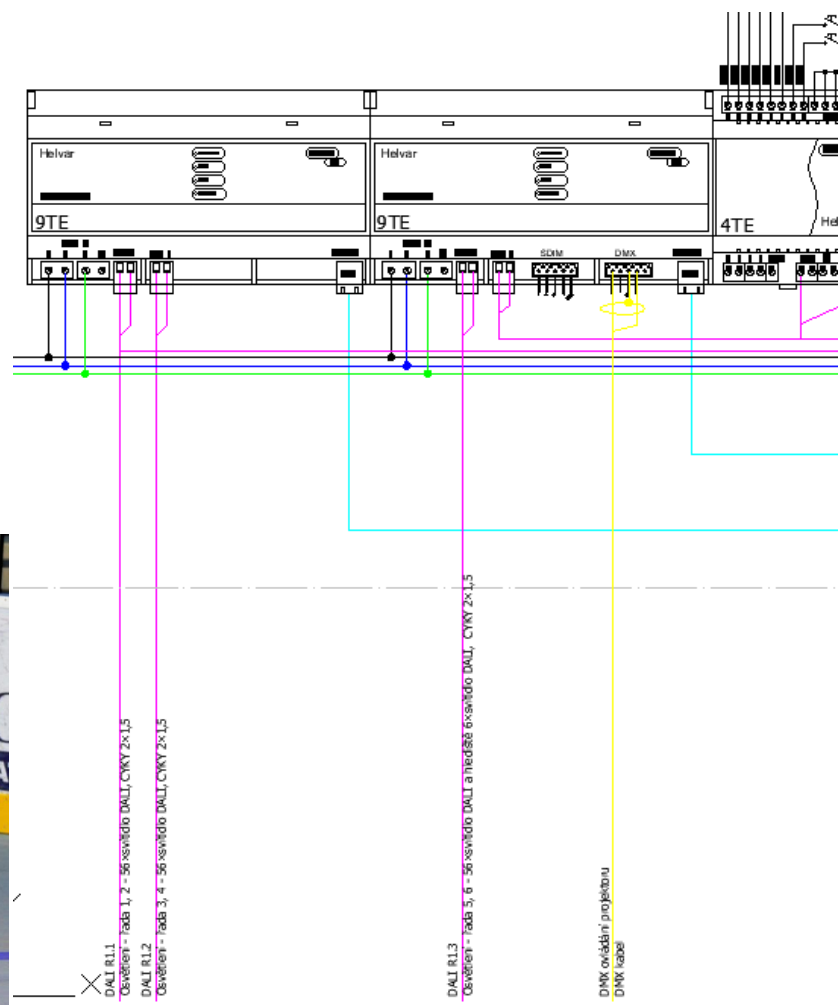 Helvar
Helvar
9TE
9TE
4TE
Hel
SDIM
DMX
DALI R1.1
Osvětlení - řada 1, 2 - 56×svítidlo DALI, CYKY 2×1,5
DALI R1.2
Osvětlení - řada 3, 4 - 56×svítidlo DALI, CYKY 2×1,5
DALI R1.3
Osvětlení - řada 5, 6 - 56×svítidlo DALI a hlediště 6×svítidlo DALI, CYKY 2×1,5
DMX ovládání projektoru
DMX kabel